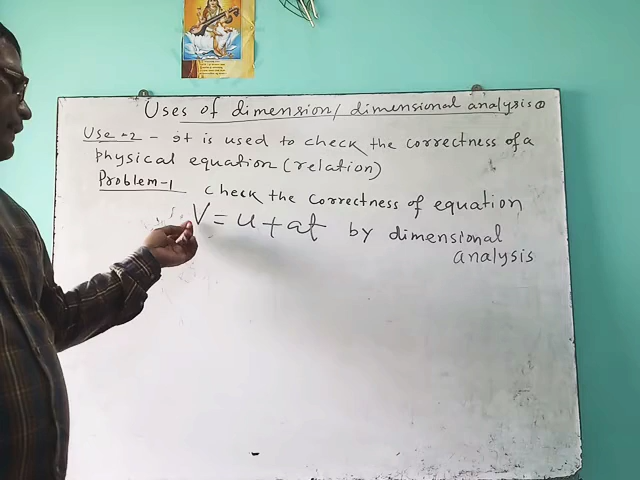 Uses of dimension/dimensional analysis
Use-2 - It is used to check the correctness of a
physical equation (relation)
Problem-1 check the correctness of equation
V = u + at by dimensional
analysis